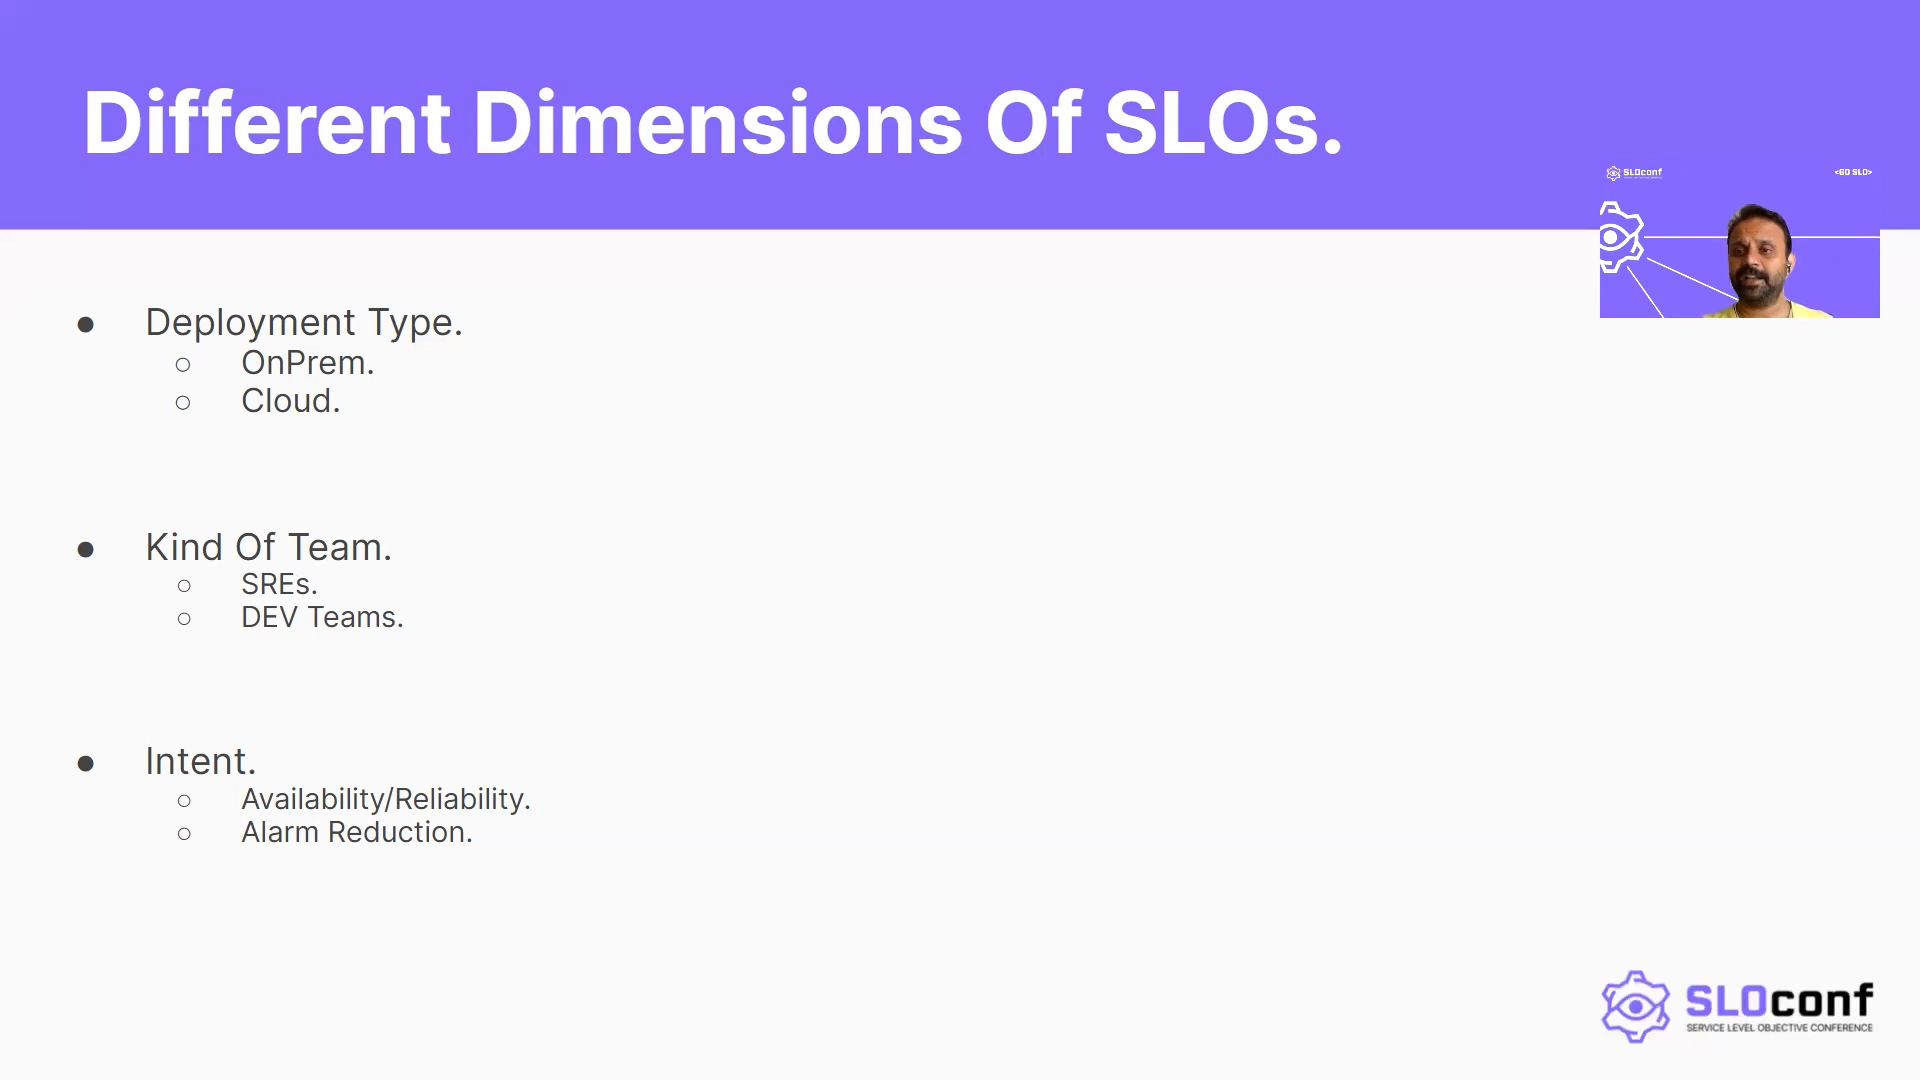 Different Dimensions Of SLOs.
SLOconf
<GO SLO>
● Deployment Type.
○ OnPrem.
○ Cloud.
● Kind Of Team.
○ SREs.
○ DEV Teams.
● Intent.
○ Availability/Reliability.
○ Alarm Reduction.
SLOconf
SERVICE LEVEL OBJECTIVE CONFERENCE